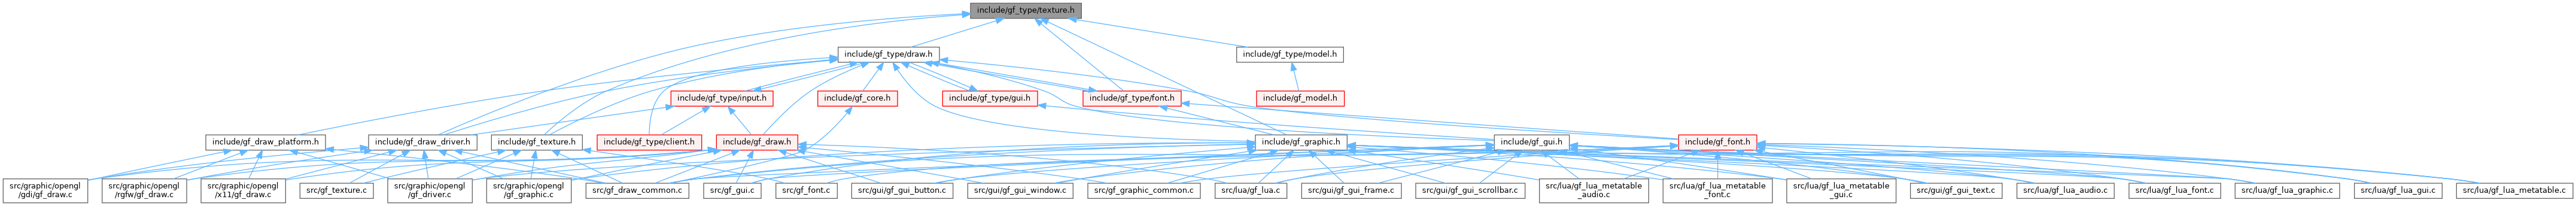 include/gf_type/texture.h
include/gf_type/draw.h
include/gf_type/model.h
include/gf_type/input.h
include/gf_core.h
include/gf_type/gui.h
include/gf_type/font.h
include/gf_model.h
include/gf_draw_platform.h
include/gf_draw_driver.h
include/gf_texture.h
include/gf_type/client.h
include/gf_draw.h
include/gf_graphic.h
include/gf_gui.h
include/gf_font.h
src/graphic/opengl
/gdi/gf_draw.c
src/graphic/opengl
/rgfw/gf_draw.c
src/graphic/opengl
/x11/gf_draw.c
src/gf_texture.c
src/graphic/opengl
/gf_driver.c
src/graphic/opengl
/gf_graphic.c
src/gf_draw_common.c
src/gf_gui.c
src/gf_font.c
src/gui/gf_gui_button.c
src/gui/gf_gui_window.c
src/gf_graphic_common.c
src/lua/gf_lua.c
src/gui/gf_gui_frame.c
src/gui/gf_gui_scrollbar.c
src/lua/gf_lua_metatable
_audio.c
src/lua/gf_lua_metatable
_font.c
src/lua/gf_lua_metatable
_gui.c
src/gui/gf_gui_text.c
src/lua/gf_lua_audio.c
src/lua/gf_lua_font.c
src/lua/gf_lua_graphic.c
src/lua/gf_lua_gui.c
src/lua/gf_lua_metatable.c